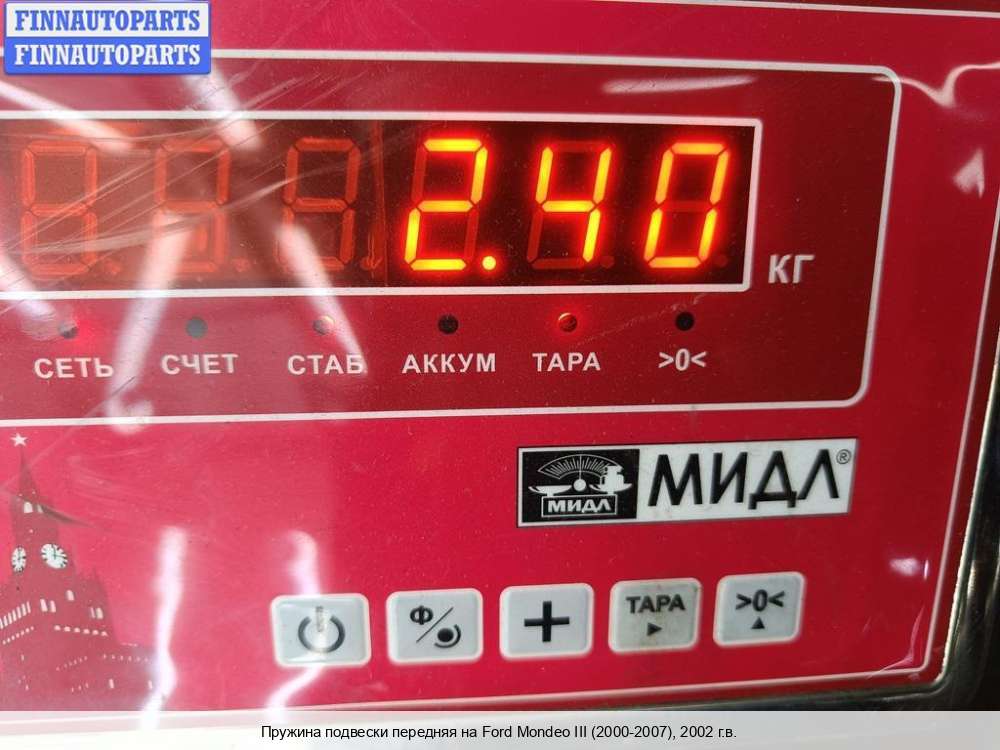 FINNAUTOPARTS
FINNAUTOPARTS
2.40
КГ
СЕТЬ СЧЕТ СТАБ АККУМ ТАРА >0<
МИДЛ МИДЛ®
Ф + ТАРА >0<
Пружина подвески передняя на Ford Mondeo III (2000-2007), 2002 г.в.